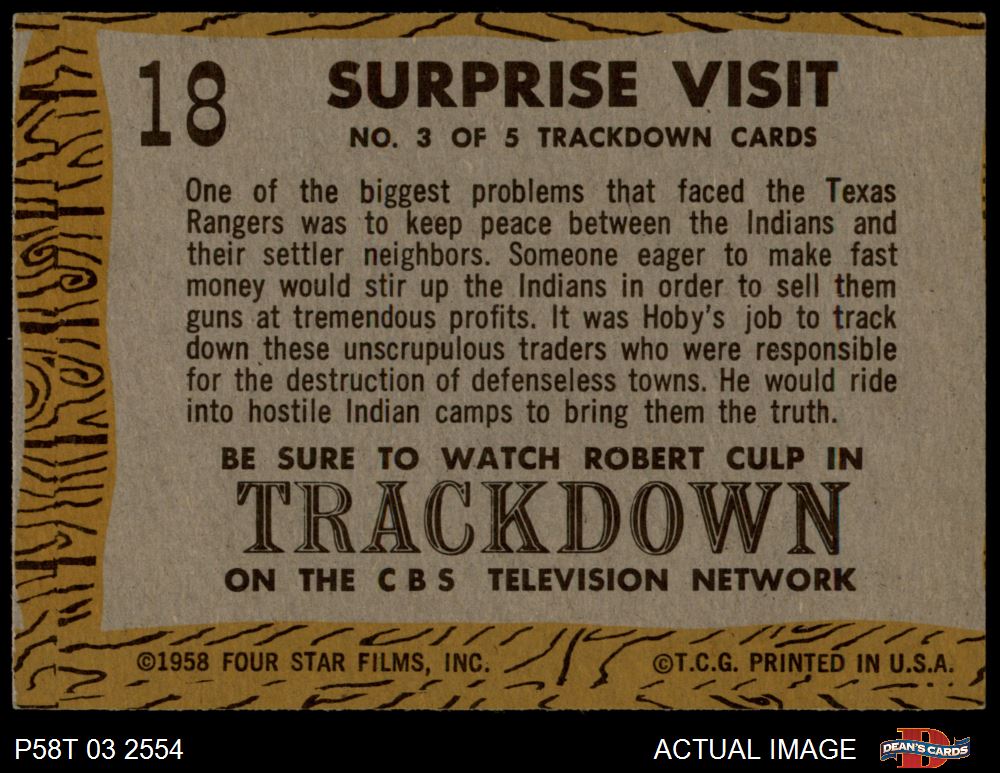 18
SURPRISE VISIT
NO. 3 OF 5 TRACKDOWN CARDS
One of the biggest problems that faced the Texas
Rangers was to keep peace between the Indians and
their settler neighbors. Someone eager to make fast
money would stir up the Indians in order to sell them
guns at tremendous profits. It was Hoby's job to track
down these unscrupulous traders who were responsible
for the destruction of defenseless towns. He would ride
into hostile Indian camps to bring them the truth.
BE SURE TO WATCH ROBERT CULP IN
TRACKDOWN
ON THE CBS TELEVISION NETWORK
©1958 FOUR STAR FILMS, INC.
©T.C.G. PRINTED IN U.S.A.
P58T 03 2554
ACTUAL IMAGE
DEAN'S CARDS